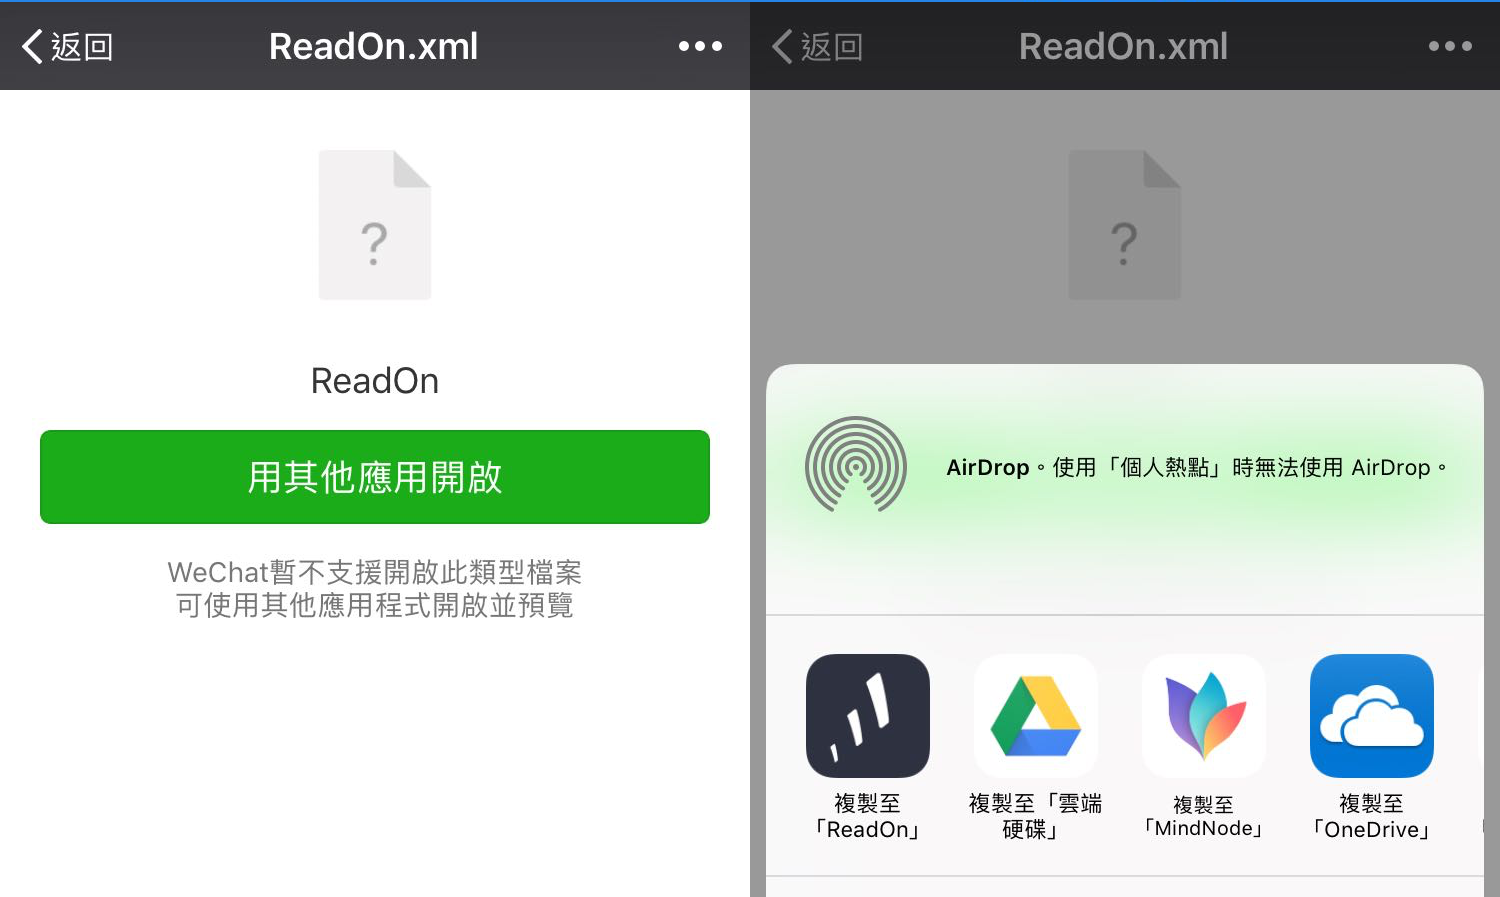 返回
ReadOn.xml
?
ReadOn
用其他應用開啟
WeChat暫不支援開啟此類型檔案
可使用其他應用程式開啟並預覽
返回
ReadOn.xml
?
AirDrop。使用「個人熱點」時無法使用 AirDrop。
複製至
「ReadOn」
複製至「雲端
硬碟」
複製至
「MindNode」
複製至
「OneDrive」